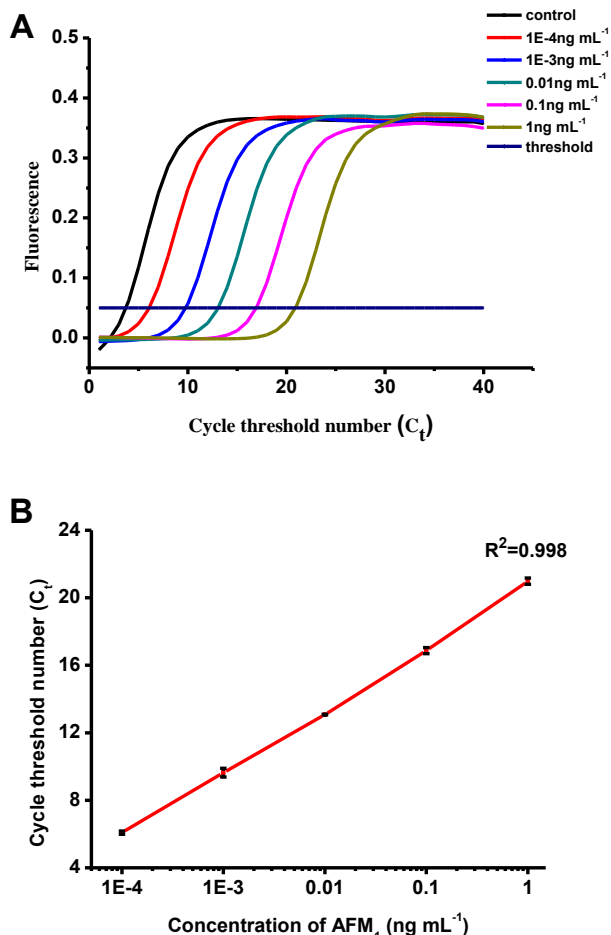 A
control
1E-4ng mL⁻¹
1E-3ng mL⁻¹
0.01ng mL⁻¹
0.1ng mL⁻¹
1ng mL⁻¹
threshold
Fluorescence
0.5
0.4
0.3
0.2
0.1
0.0
0 10 20 30 40
Cycle threshold number (Cₜ)
B
R²=0.998
Cycle threshold number (Cₜ)
24
20
16
12
8
4
1E-4 1E-3 0.01 0.1 1
Concentration of AFM (ng mL⁻¹)